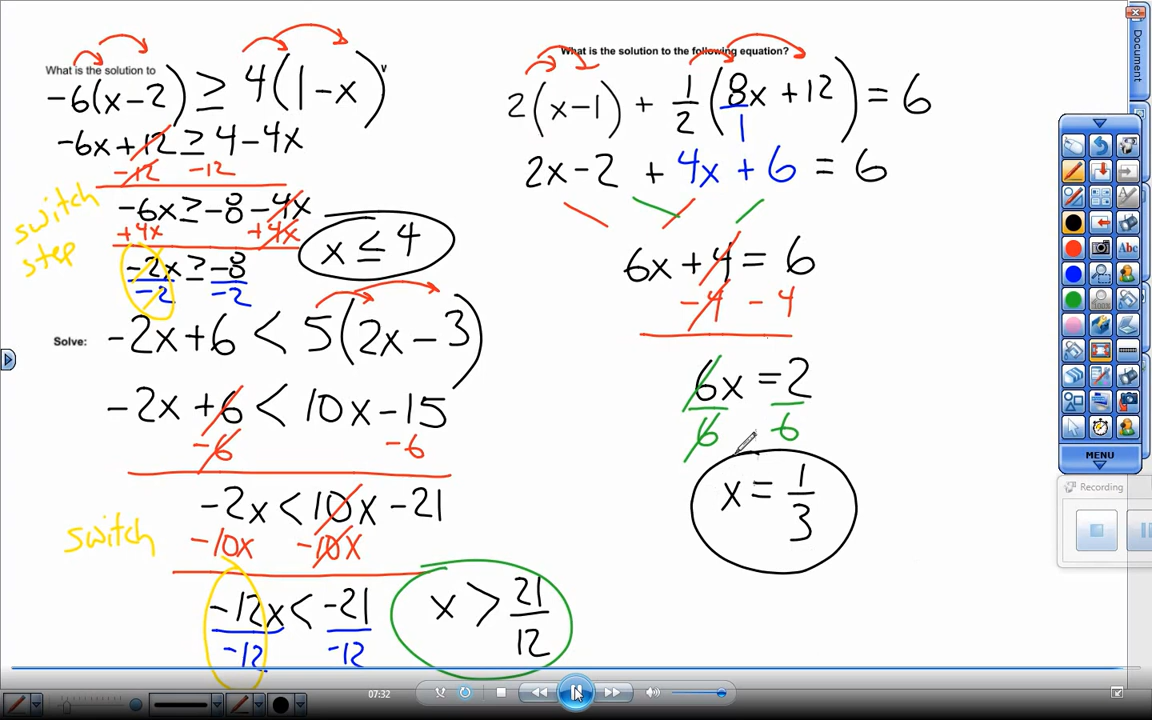 What is the solution to
-6(x-2) ≥ 4(1-x)
-6x+12 ≥ 4-4x
-12 -12
-6x ≥ -8 -4x
+4x +4x
switch step
-2x ≥ -8
-2 -2
x ≤ 4
Solve:
-2x+6 < 5(2x-3)
-2x+6 < 10x-15
-6 -6
-2x < 10x-21
switch
-10x -10x
-12x < -21
-12 -12
x > 21/12
What is the solution to the following equation?
2(x-1) + 1/2(8x+12) = 6
1
2x-2 + 4x+6 = 6
6x+4 = 6
-4 -4
6x = 2
6 6
x = 1/3
Document
Abc
100%
MENU
Recording
07:32